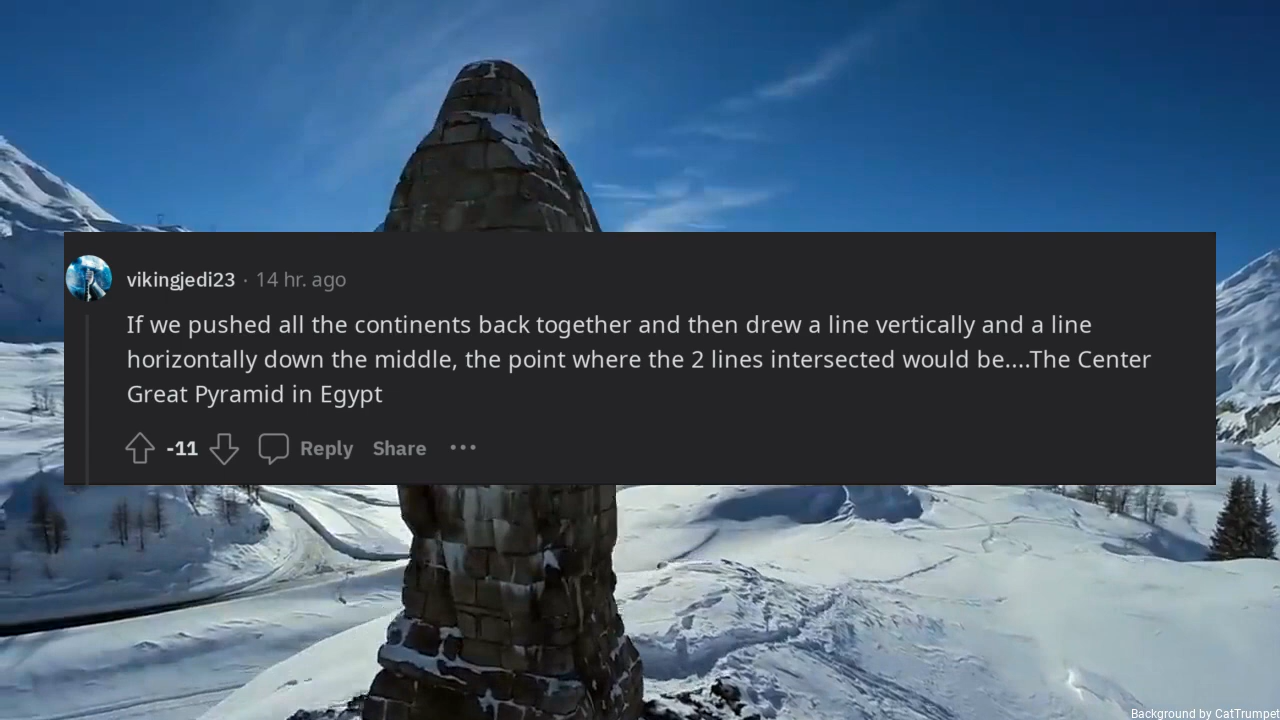 vikingjedi23 · 14 hr. ago
If we pushed all the continents back together and then drew a line vertically and a line
horizontally down the middle, the point where the 2 lines intersected would be....The Center
Great Pyramid in Egypt
-11 Reply Share ···
Background by CatTrumpet